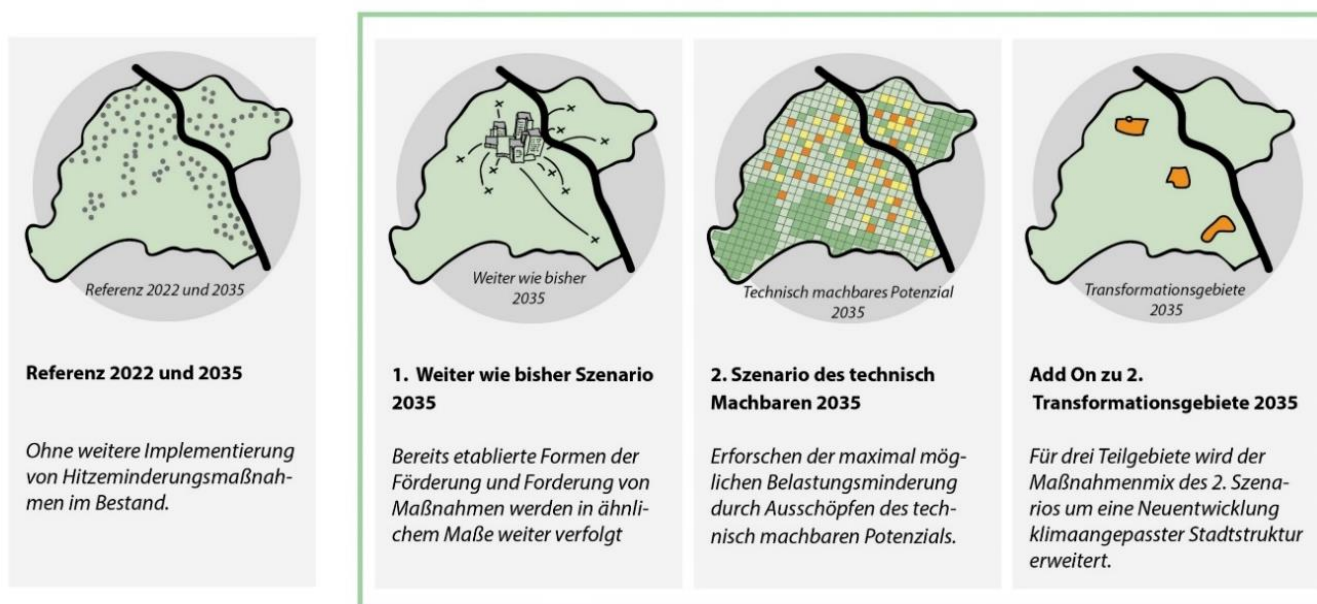 Referenz 2022 und 2035
Referenz 2022 und 2035
Ohne weitere Implementierung
von Hitzeminderungsmaßnah-
men im Bestand.
Weiter wie bisher
2035
1. Weiter wie bisher Szenario
2035
Bereits etablierte Formen der
Förderung und Forderung von
Maßnahmen werden in ähnli-
chem Maße weiter verfolgt
Technisch machbares Potenzial
2035
2. Szenario des technisch
Machbaren 2035
Erforschen der maximal mög-
lichen Belastungsminderung
durch Ausschöpfen des tech-
nisch machbaren Potenzials.
Transformationsgebiete
2035
Add On zu 2.
Transformationsgebiete 2035
Für drei Teilgebiete wird der
Maßnahmenmix des 2. Szena-
rios um eine Neuentwicklung
klimaangepasster Stadtstruktur
erweitert.